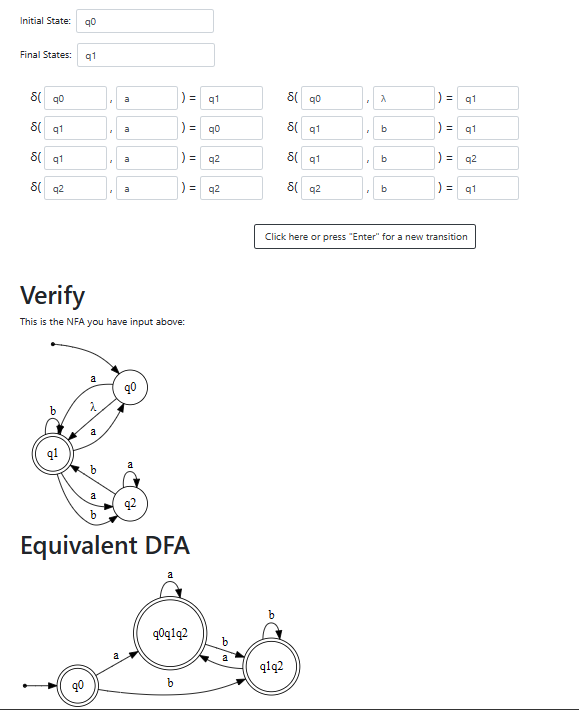 Initial State: q0
Final States: q1
δ( q0 , a ) = q1 δ( q0 , λ ) = q1
δ( q1 , a ) = q0 δ( q1 , b ) = q1
δ( q1 , a ) = q2 δ( q1 , b ) = q2
δ( q2 , a ) = q2 δ( q2 , b ) = q1
Click here or press "Enter" for a new transition
Verify
This is the NFA you have input above:
a
q0
λ
b
a
q1
b
a
a
q2
b
Equivalent DFA
a
q0q1q2
b
b
a
a
q1q2
q0
b